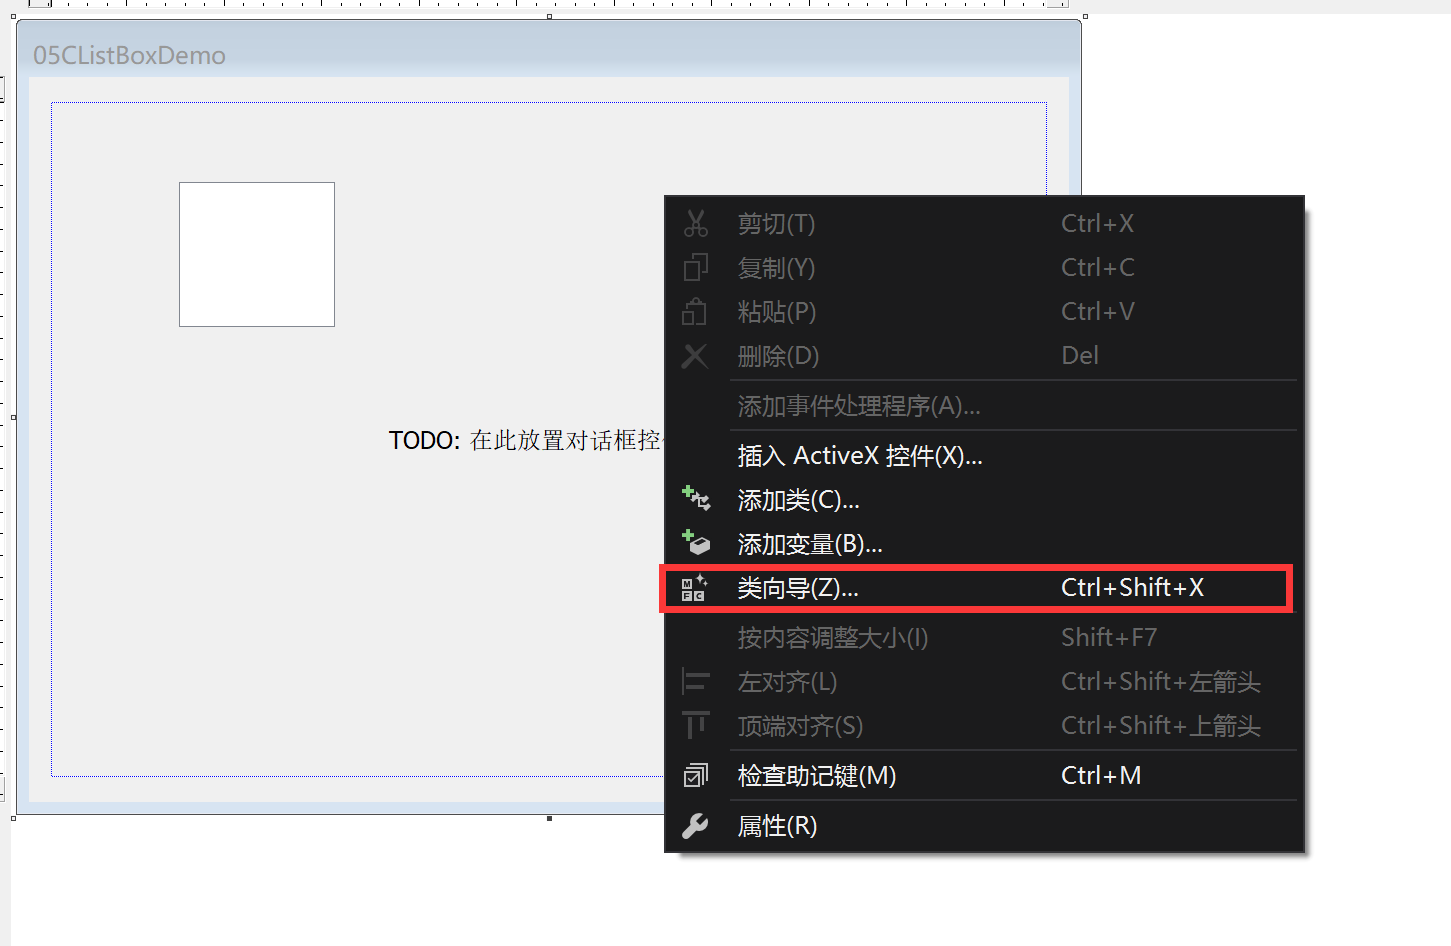 05CListBoxDemo
剪切(T) Ctrl+X
复制(Y) Ctrl+C
粘贴(P) Ctrl+V
删除(D) Del
添加事件处理程序(A)...
TODO: 在此放置对话框控
插入 ActiveX 控件(X)...
添加类(C)...
添加变量(B)...
MFC 类向导(Z)... Ctrl+Shift+X
按内容调整大小(I) Shift+F7
左对齐(L) Ctrl+Shift+左箭头
顶端对齐(S) Ctrl+Shift+上箭头
检查助记键(M) Ctrl+M
属性(R)